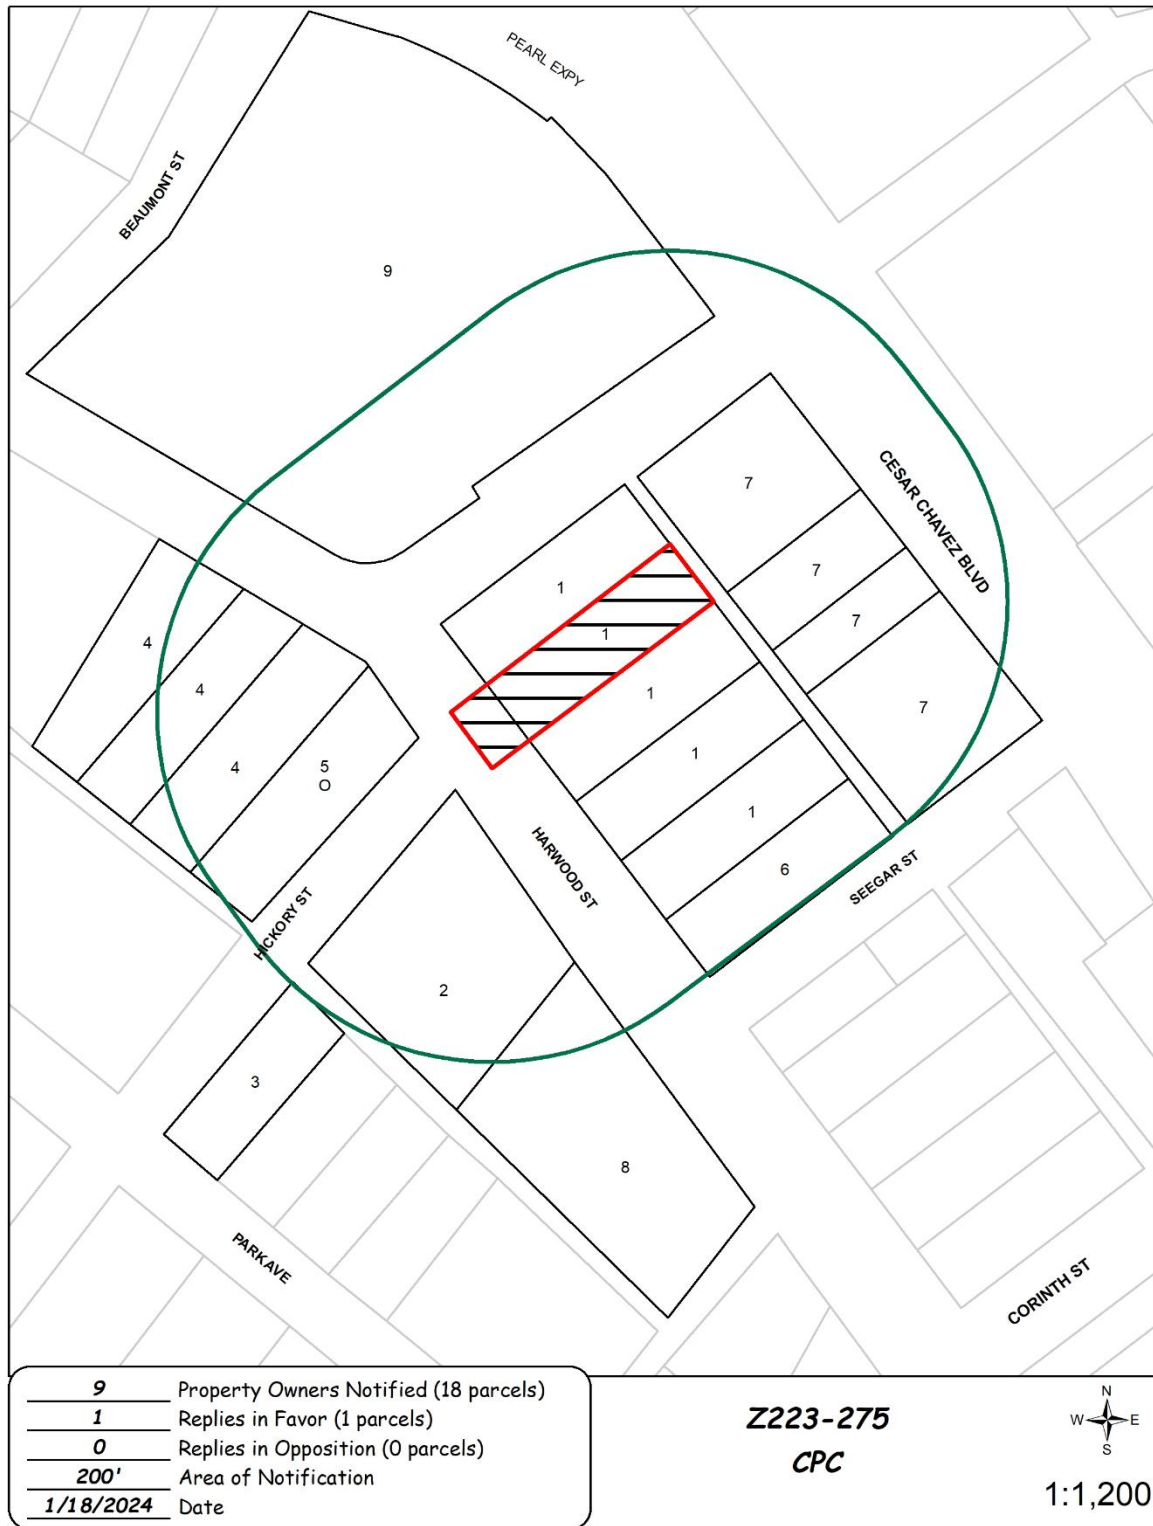 PEARL EXPY
BEAUMONT ST
9
CESAR CHAVEZ BLVD
7
1
7
1
7
4
4
1
7
4
5
O
1
1
HARWOOD ST
6
SEEGAR ST
HICKORY ST
2
3
8
PARKAVE
CORINTH ST
9 Property Owners Notified (18 parcels)
1 Replies in Favor (1 parcels)
0 Replies in Opposition (0 parcels)
200' Area of Notification
1/18/2024 Date
Z223-275
CPC
N
W E
S
1:1,200